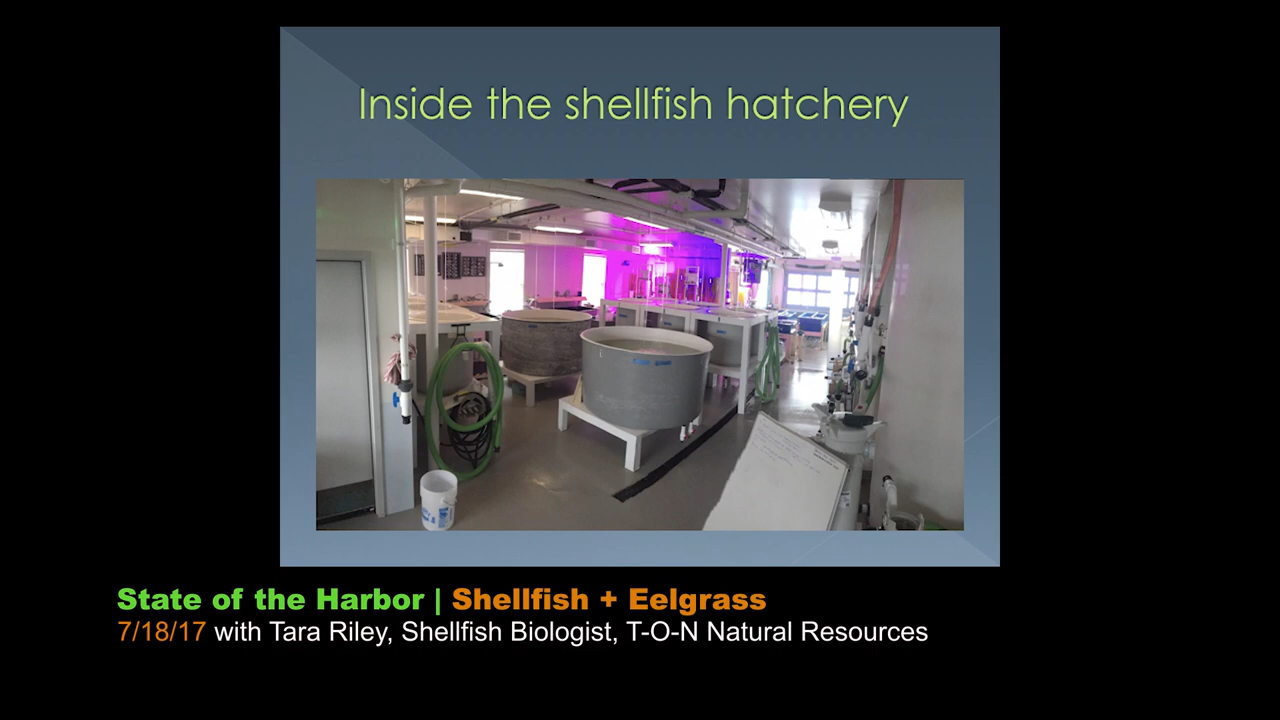 Inside the shellfish hatchery
State of the Harbor | Shellfish + Eelgrass
7/18/17 with Tara Riley, Shellfish Biologist, T-O-N Natural Resources